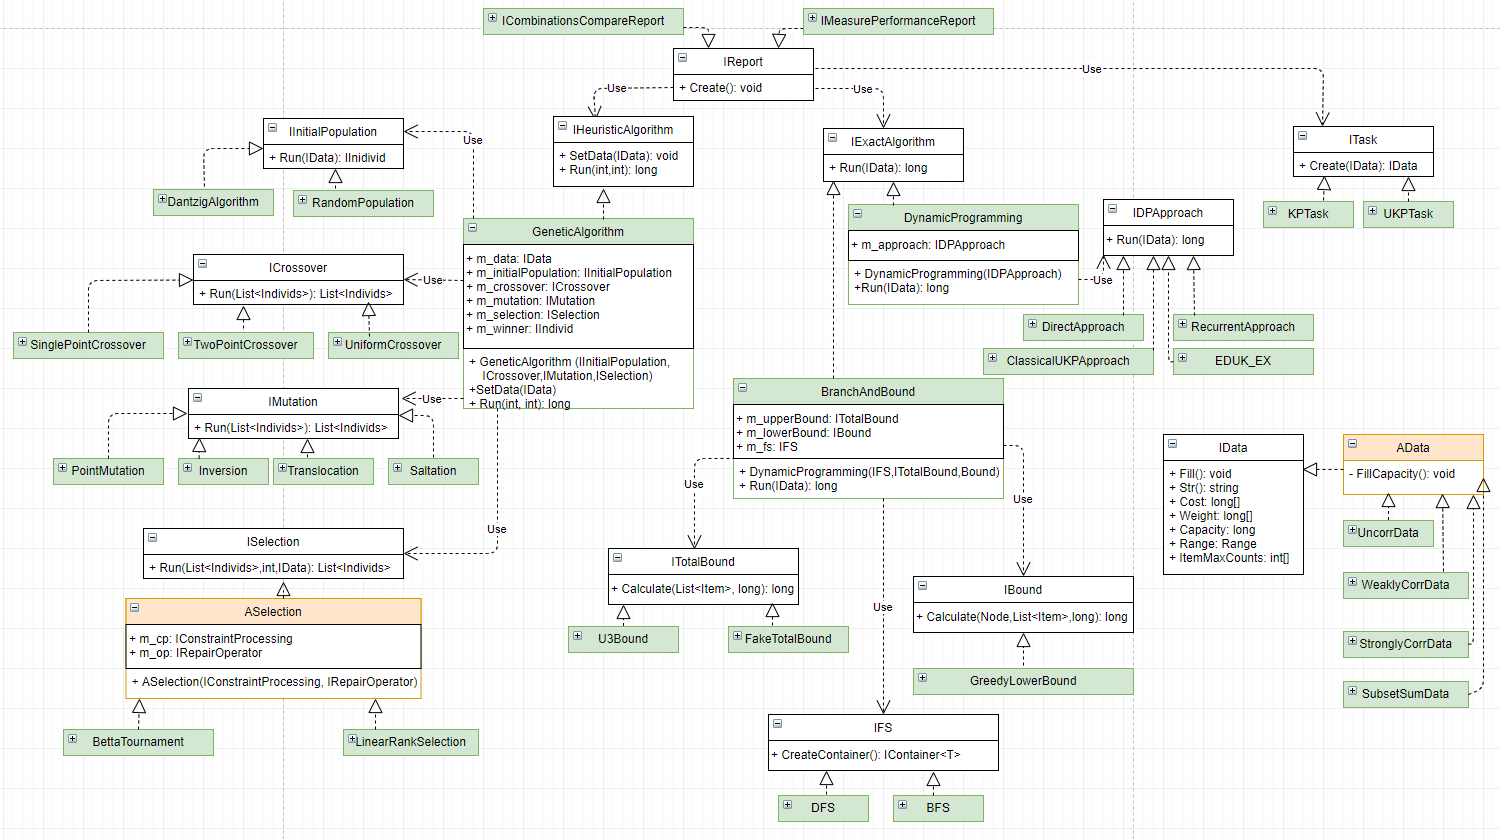 ICombinationsCompareReport
IMeasurePerformanceReport
IReport
+ Create(): void
Use
Use
Use
IInitialPopulation
+ Run(IData): IInividid
Use
DantzigAlgorithm
RandomPopulation
IHeuristicAlgorithm
+ SetData(IData): void
+ Run(int,int): long
IExactAlgorithm
+ Run(IData): long
ITask
+ Create(IData): IData
KPTask
UKPTask
GeneticAlgorithm
+ m_data: IData
+ m_initialPopulation: IInitialPopulation
+ m_crossover: ICrossover
+ m_mutation: IMutation
+ m_selection: ISelection
+ m_winner: IIndivid
+ GeneticAlgorithm (IInitialPopulation,
ICrossover,IMutation,ISelection)
+SetData(IData)
+ Run(int, int): long
DynamicProgramming
+ m_approach: IDPApproach
+ DynamicProgramming(IDPApproach)
+Run(IData): long
Use
IDPApproach
+ Run(IData): long
DirectApproach
RecurrentApproach
ClassicalUKPApproach
EDUK_EX
ICrossover
+ Run(List<Individs>): List<Individs>
Use
SinglePointCrossover
TwoPointCrossover
UniformCrossover
IMutation
+ Run(List<Individs>): List<Individs>
Use
PointMutation
Inversion
Translocation
Saltation
BranchAndBound
+ m_upperBound: ITotalBound
+ m_lowerBound: IBound
+ m_fs: IFS
+ DynamicProgramming(IFS,ITotalBound,Bound)
+ Run(IData): long
Use
Use
Use
Use
IData
+ Fill(): void
+ Str(): string
+ Cost: long[]
+ Weight: long[]
+ Capacity: long
+ Range: Range
+ ItemMaxCounts: int[]
AData
- FillCapacity(): void
UncorrData
WeaklyCorrData
StronglyCorrData
SubsetSumData
ISelection
+ Run(List<Individs>,int,IData): List<Individs>
ASelection
+ m_cp: IConstraintProcessing
+ m_op: IRepairOperator
+ ASelection(IConstraintProcessing, IRepairOperator)
BettaTournament
LinearRankSelection
ITotalBound
+ Calculate(List<Item>, long): long
U3Bound
FakeTotalBound
IBound
+ Calculate(Node,List<Item>,long): long
GreedyLowerBound
IFS
+ CreateContainer(): IContainer<T>
DFS
BFS